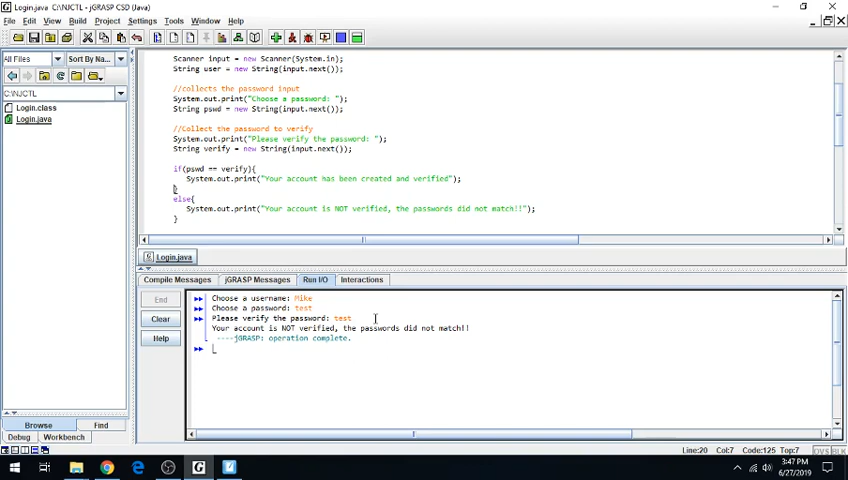 Login.java C:\NJCTL - jGRASP CSD (Java)
File Edit View Build Project Settings Tools Window Help
All Files Sort By Na...
C:\NJCTL
Login.class
Login.java
Browse Find
Debug Workbench
Scanner input = new Scanner(System.in);
String user = new String(input.next());
//collects the password input
System.out.print("Choose a password: ");
String pswd = new String(input.next());
//Collect the password to verify
System.out.print("Please verify the password: ");
String verify = new String(input.next());
if(pswd == verify){
System.out.print("Your account has been created and verified");
}
else{
System.out.print("Your account is NOT verified, the passwords did not match!!");
}
Login.java
Compile Messages jGRASP Messages Run I/O Interactions
End
Clear
Help
Choose a username: Mike
Choose a password: test
Please verify the password: test
Your account is NOT verified, the passwords did not match!!
----jGRASP: operation complete.
Line:20 Col:7 Code:125 Top:7 OVS BLK
3:47 PM
6/27/2019